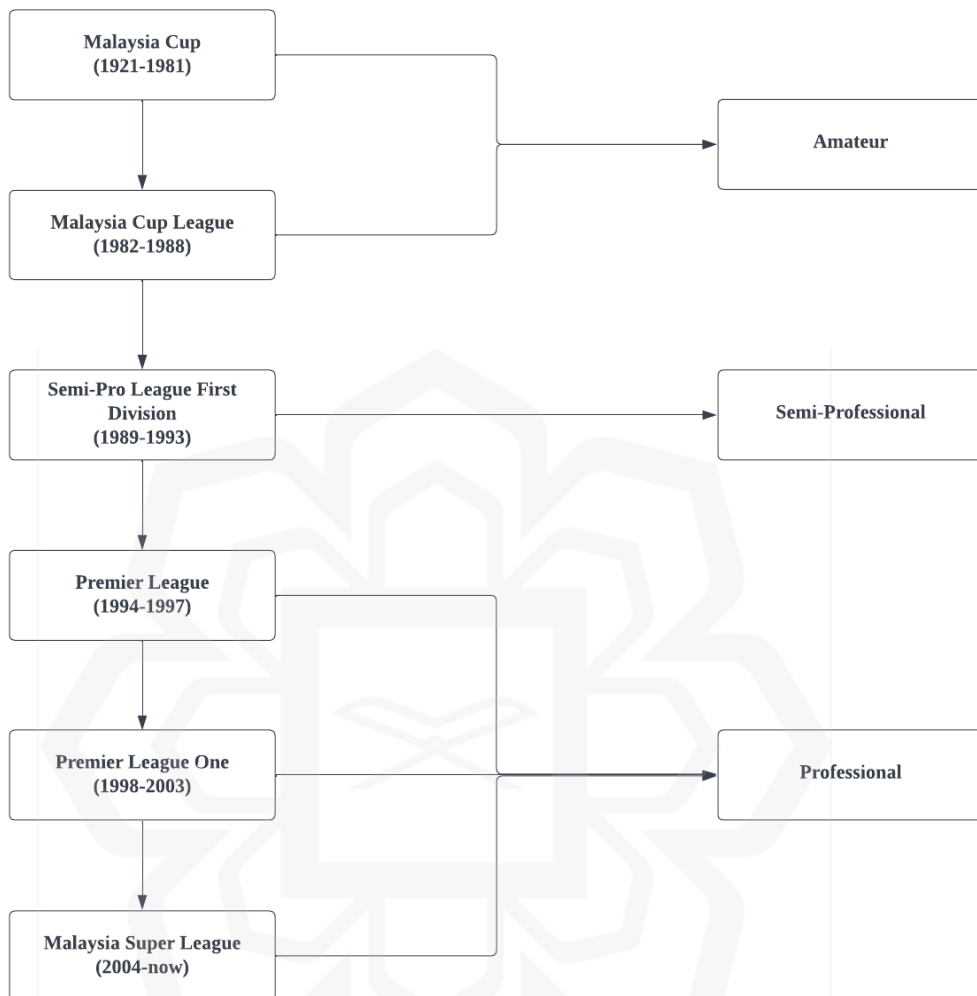 Malaysia Cup
(1921-1981)
Amateur
Malaysia Cup League
(1982-1988)
Semi-Pro League First
Division
(1989-1993)
Semi-Professional
Premier League
(1994-1997)
Premier League One
(1998-2003)
Professional
Malaysia Super League
(2004-now)